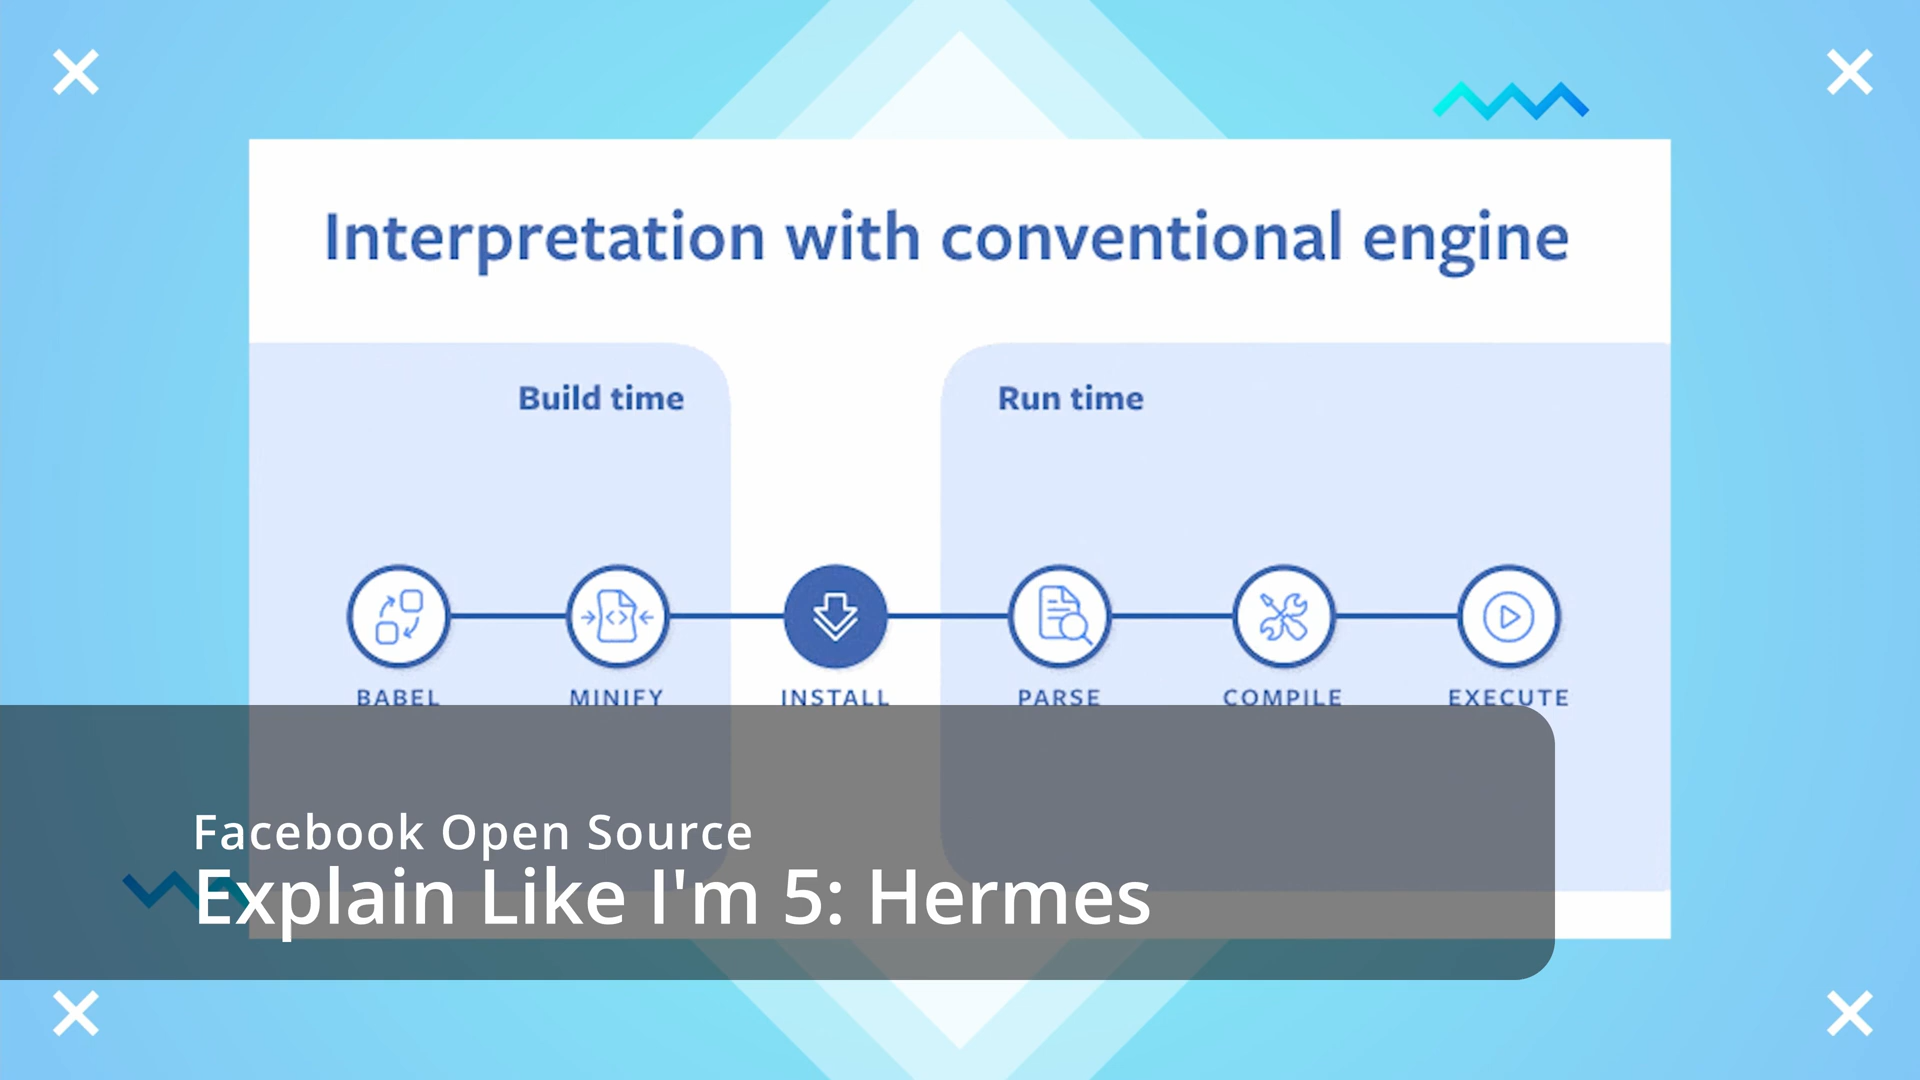 Interpretation with conventional engine
Build time
Run time
BABEL
MINIFY
INSTALL
PARSE
COMPILE
EXECUTE
Facebook Open Source
Explain Like I'm 5: Hermes